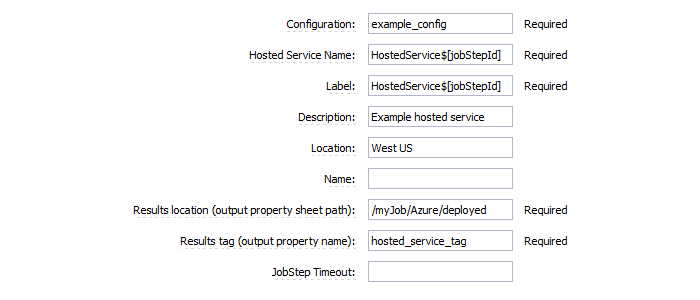 Configuration: example_config Required
Hosted Service Name: HostedService$[jobStepId] Required
Label: HostedService$[jobStepId] Required
Description: Example hosted service
Location: West US
Name:
Results location (output property sheet path): /myJob/Azure/deployed Required
Results tag (output property name): hosted_service_tag Required
JobStep Timeout: